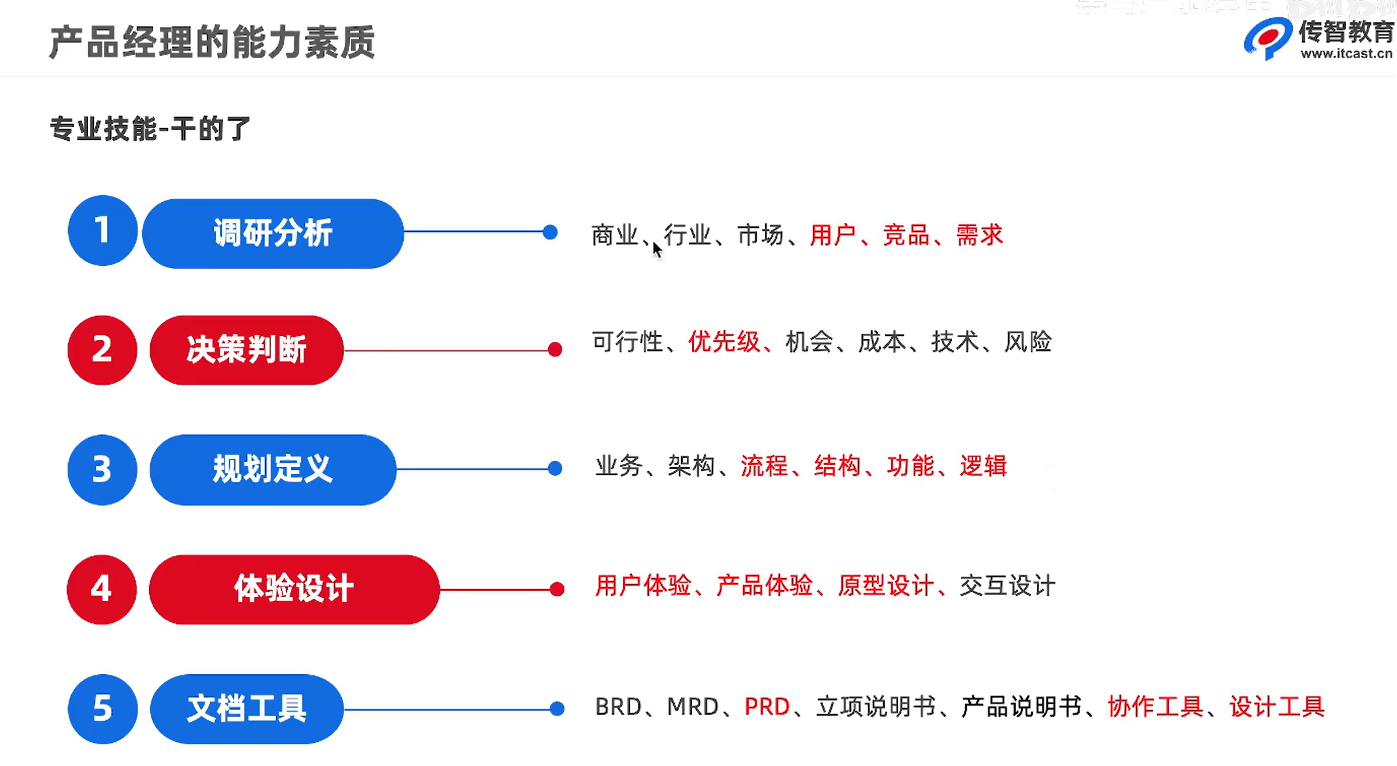 产品经理的能力素质
传智教育
www.itcast.cn
专业技能-干的了
1 调研分析 商业、行业、市场、用户、竞品、需求
2 决策判断 可行性、优先级、机会、成本、技术、风险
3 规划定义 业务、架构、流程、结构、功能、逻辑
4 体验设计 用户体验、产品体验、原型设计、交互设计
5 文档工具 BRD、MRD、PRD、立项说明书、产品说明书、协作工具、设计工具